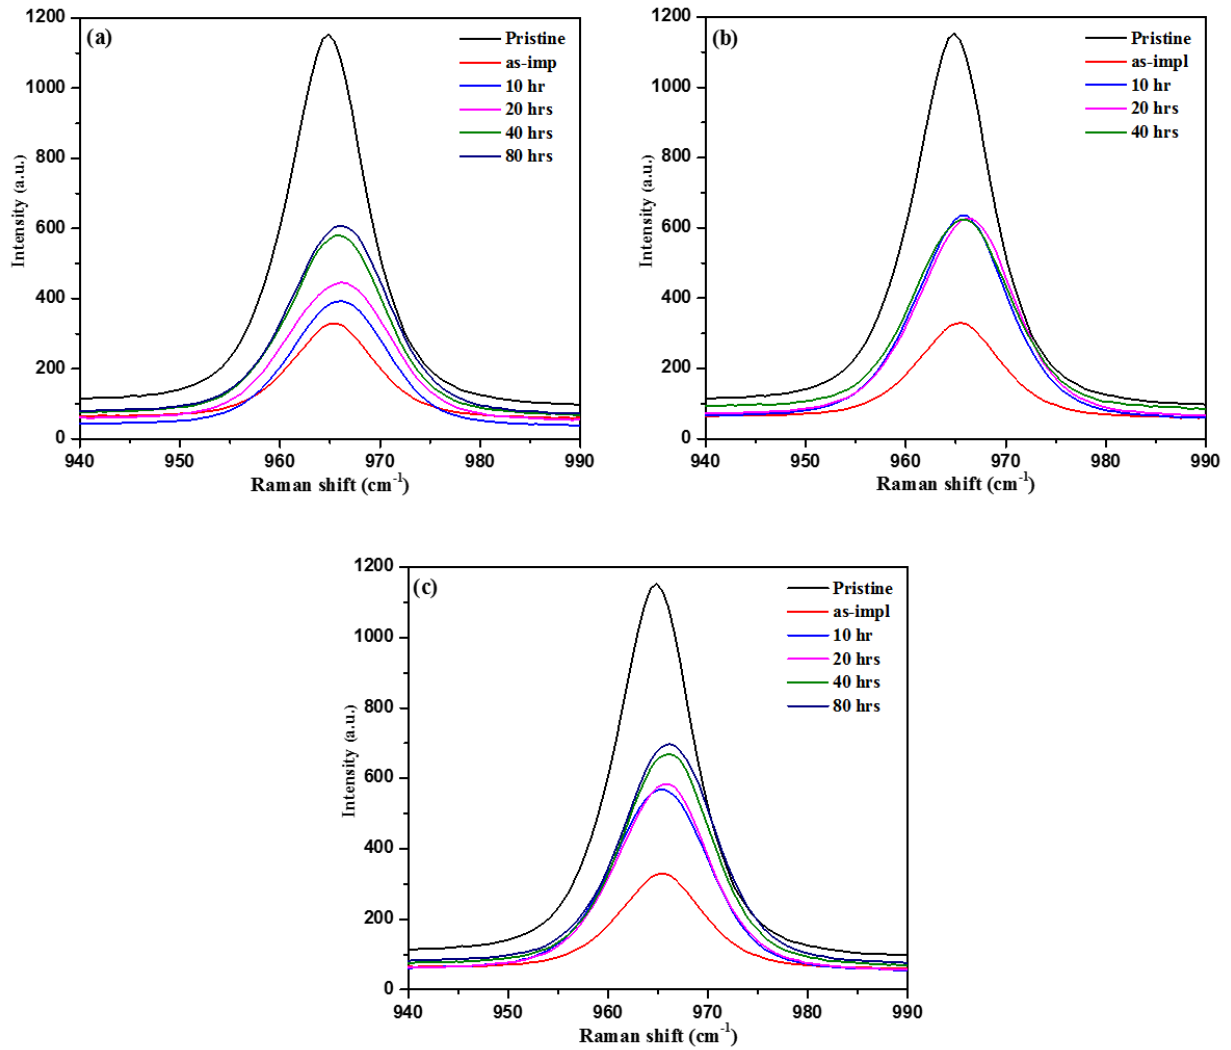 (a)
Pristine
as-imp
10 hr
20 hrs
40 hrs
80 hrs
1200
1000
800
600
400
200
0
940 950 960 970 980 990
Intensity (a.u.)
Raman shift (cm-1)
(b)
Pristine
as-impl
10 hr
20 hrs
40 hrs
1200
1000
800
600
400
200
0
940 950 960 970 980 990
Intensity (a.u.)
Raman shift (cm-1)
(c)
Pristine
as-impl
10 hr
20 hrs
40 hrs
80 hrs
1200
1000
800
600
400
200
0
940 950 960 970 980 990
Intensity (a.u.)
Raman shift (cm-1)